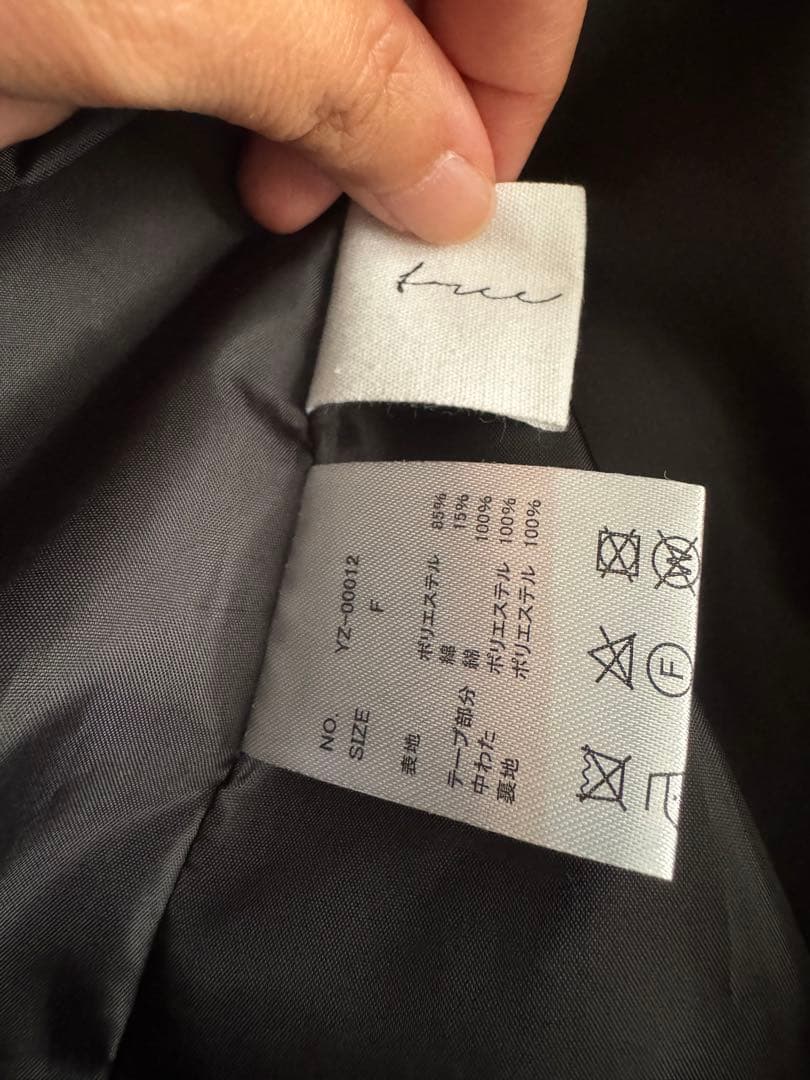 free
NO. YZ-00012
SIZE F
表地 ポリエステル 85%
綿 15%
テープ部分 綿 100%
中わた ポリエステル 100%
裏地 ポリエステル 100%
W
F